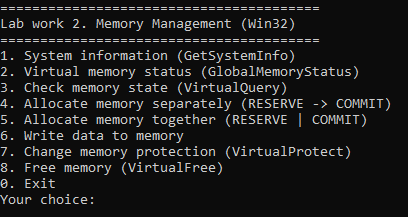 ========================================
Lab work 2. Memory Management (Win32)
========================================
1. System information (GetSystemInfo)
2. Virtual memory status (GlobalMemoryStatus)
3. Check memory state (VirtualQuery)
4. Allocate memory separately (RESERVE -> COMMIT)
5. Allocate memory together (RESERVE | COMMIT)
6. Write data to memory
7. Change memory protection (VirtualProtect)
8. Free memory (VirtualFree)
0. Exit
Your choice: